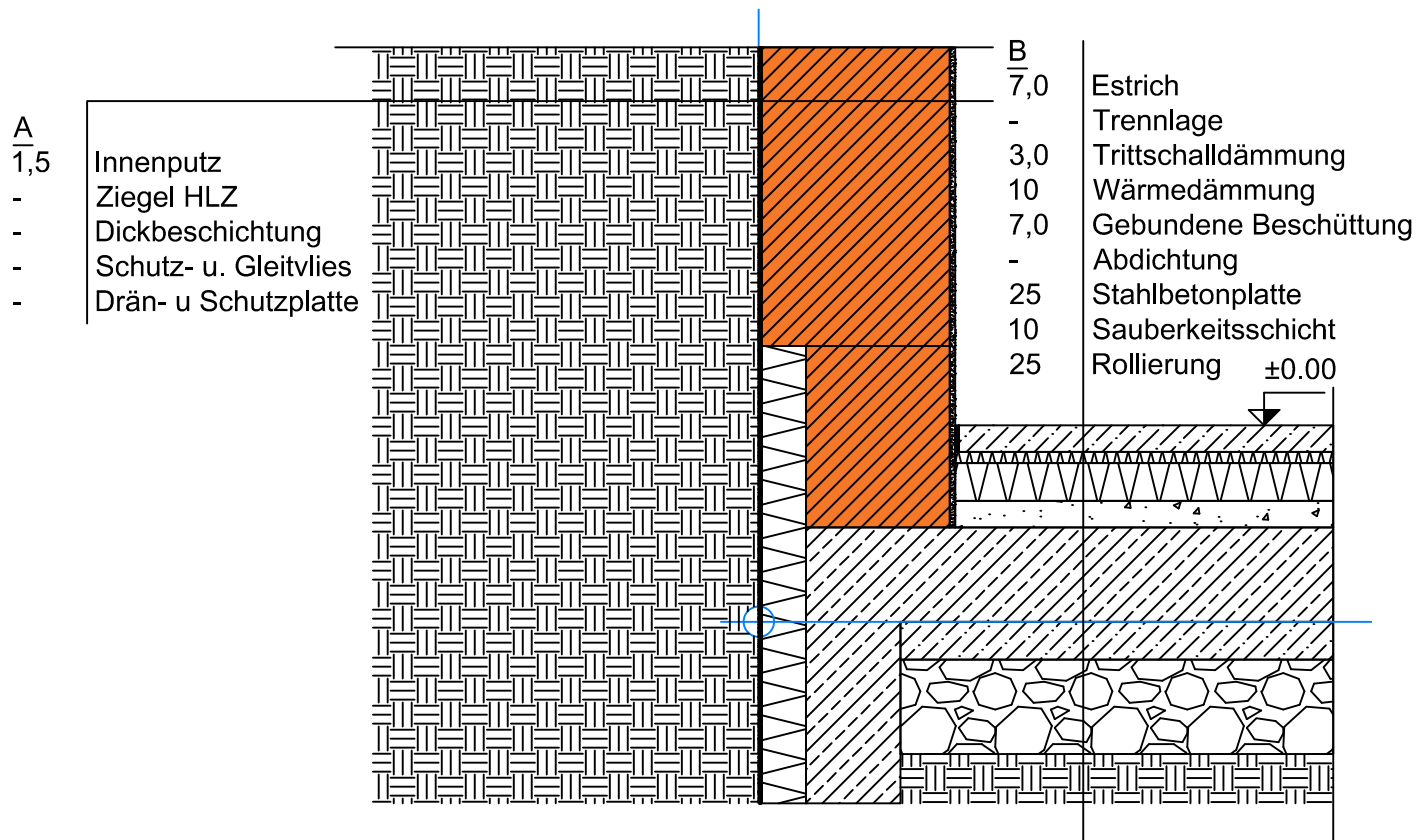 A
1,5 Innenputz
- Ziegel HLZ
- Dickbeschichtung
- Schutz- u. Gleitvlies
- Drän- u Schutzplatte
B
7,0 Estrich
- Trennlage
3,0 Trittschalldämmung
10 Wärmedämmung
7,0 Gebundene Beschüttung
- Abdichtung
25 Stahlbetonplatte
10 Sauberkeitsschicht
25 Rollierung
±0.00